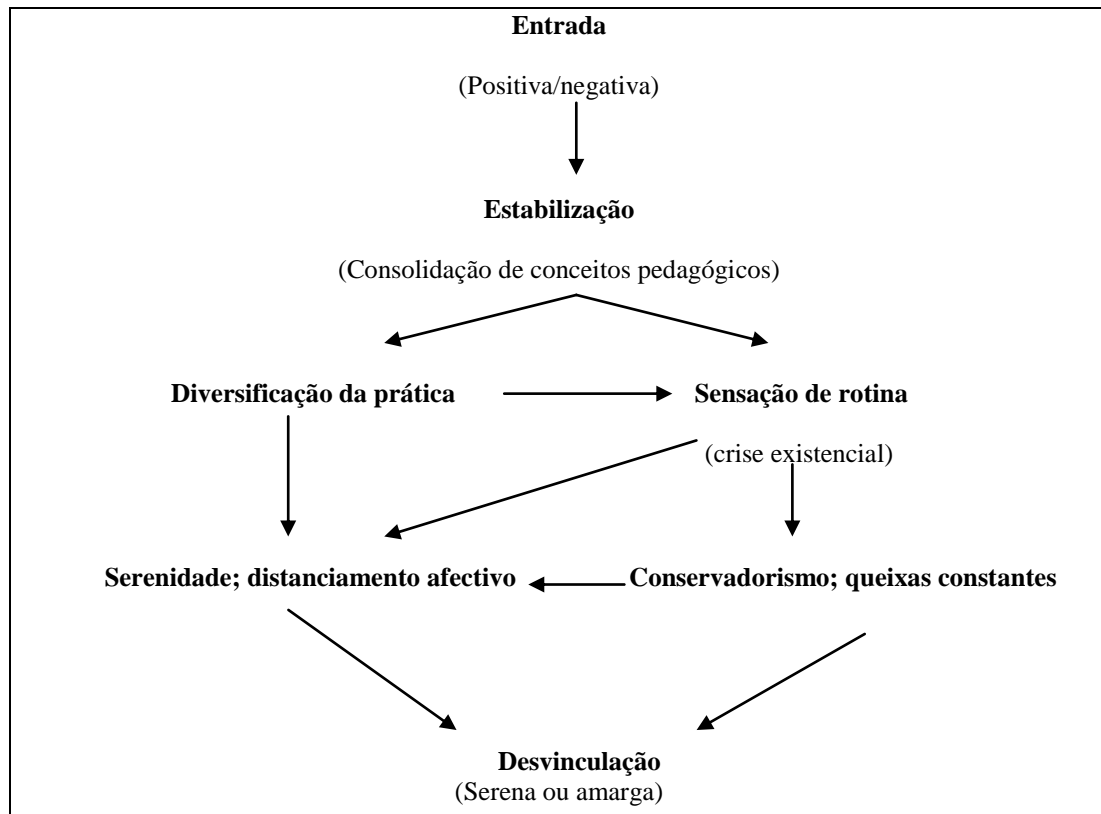 Entrada
(Positiva/negativa)
Estabilização
(Consolidação de conceitos pedagógicos)
Diversificação da prática
Sensação de rotina
(crise existencial)
Serenidade; distanciamento afectivo
Conservadorismo; queixas constantes
Desvinculação
(Serena ou amarga)